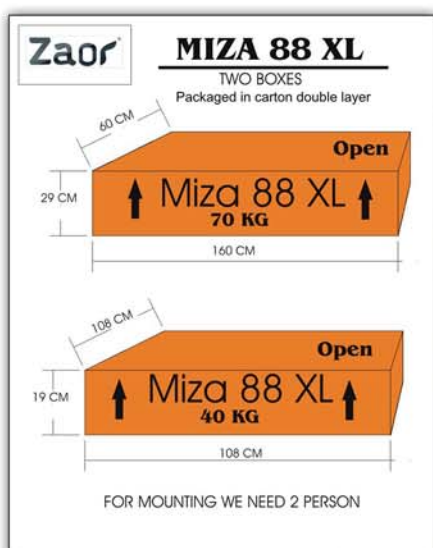 Zaor
MIZA 88 XL
TWO BOXES
Packaged in carton double layer
60 CM
Open
29 CM
Miza 88 XL
70 KG
160 CM
108 CM
Open
19 CM
Miza 88 XL
40 KG
108 CM
FOR MOUNTING WE NEED 2 PERSON